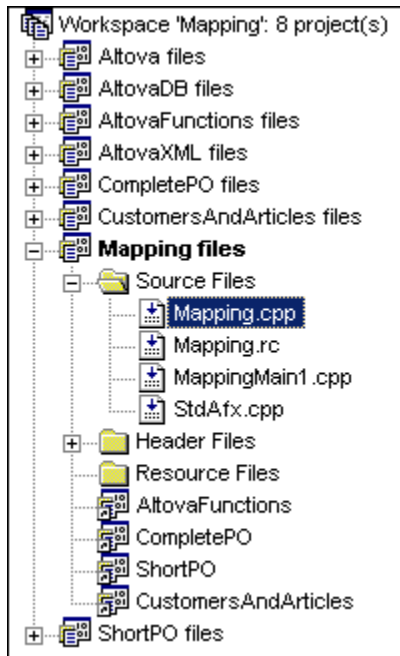 Workspace 'Mapping': 8 project(s)
Altova files
AltovaDB files
AltovaFunctions files
AltovaXML files
CompletePO files
CustomersAndArticles files
Mapping files
Source Files
Mapping.cpp
Mapping.rc
MappingMain1.cpp
StdAfx.cpp
Header Files
Resource Files
AltovaFunctions
CompletePO
ShortPO
CustomersAndArticles
ShortPO files